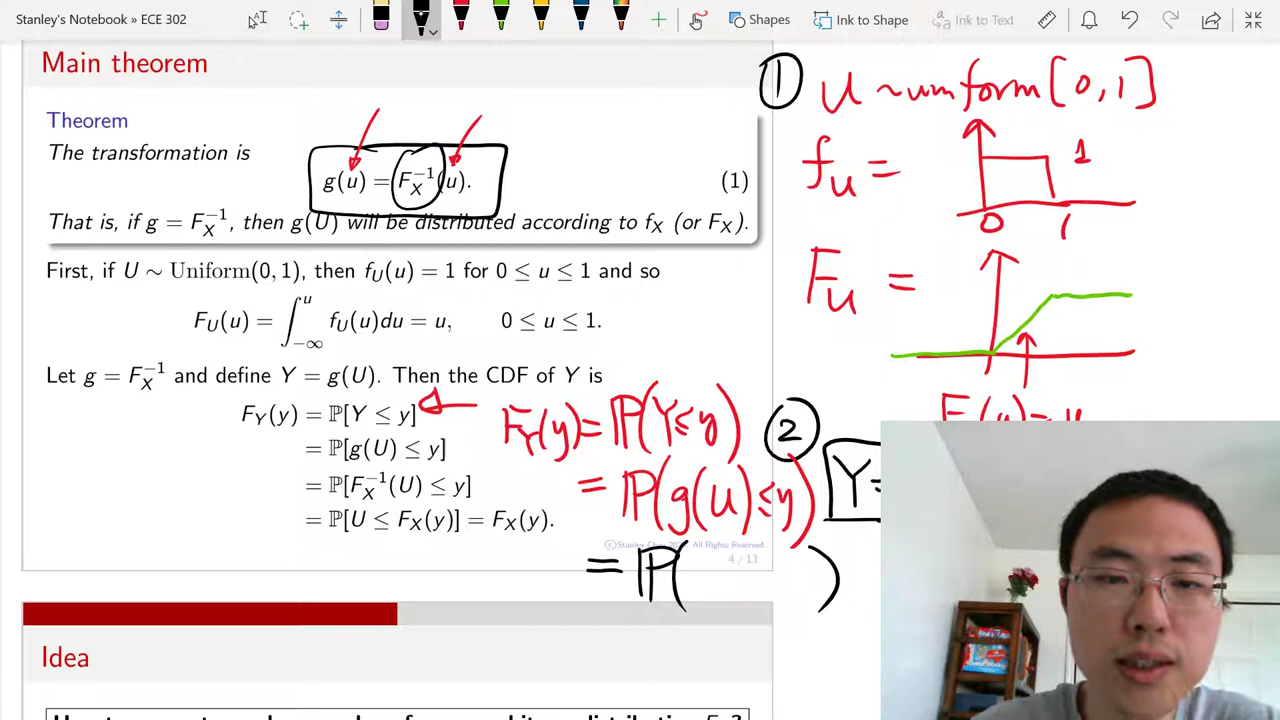 Stanley's Notebook » ECE 302
Shapes
Ink to Shape
Ink to Text
Main theorem
Theorem
The transformation is
g(u) = F_X^{-1}(u). (1)
That is, if g = F_X^{-1}, then g(U) will be distributed according to f_X (or F_X).
First, if U ∼ Uniform(0, 1), then f_U(u) = 1 for 0 ≤ u ≤ 1 and so
F_U(u) = ∫_{−∞}^{u} f_U(u)du = u, 0 ≤ u ≤ 1.
Let g = F_X^{-1} and define Y = g(U). Then the CDF of Y is
F_Y(y) = ℙ[Y ≤ y]
= ℙ[g(U) ≤ y]
= ℙ[F_X^{-1}(U) ≤ y]
= ℙ[U ≤ F_X(y)] = F_X(y).
4 / 11
Idea
① U ~ uniform [0, 1]
f_U =
1
0 1
F_U =
F_Y(y) = ℙ(Y ≤ y)
= ℙ(g(U) ≤ y)
= ℙ( )
②
Y =